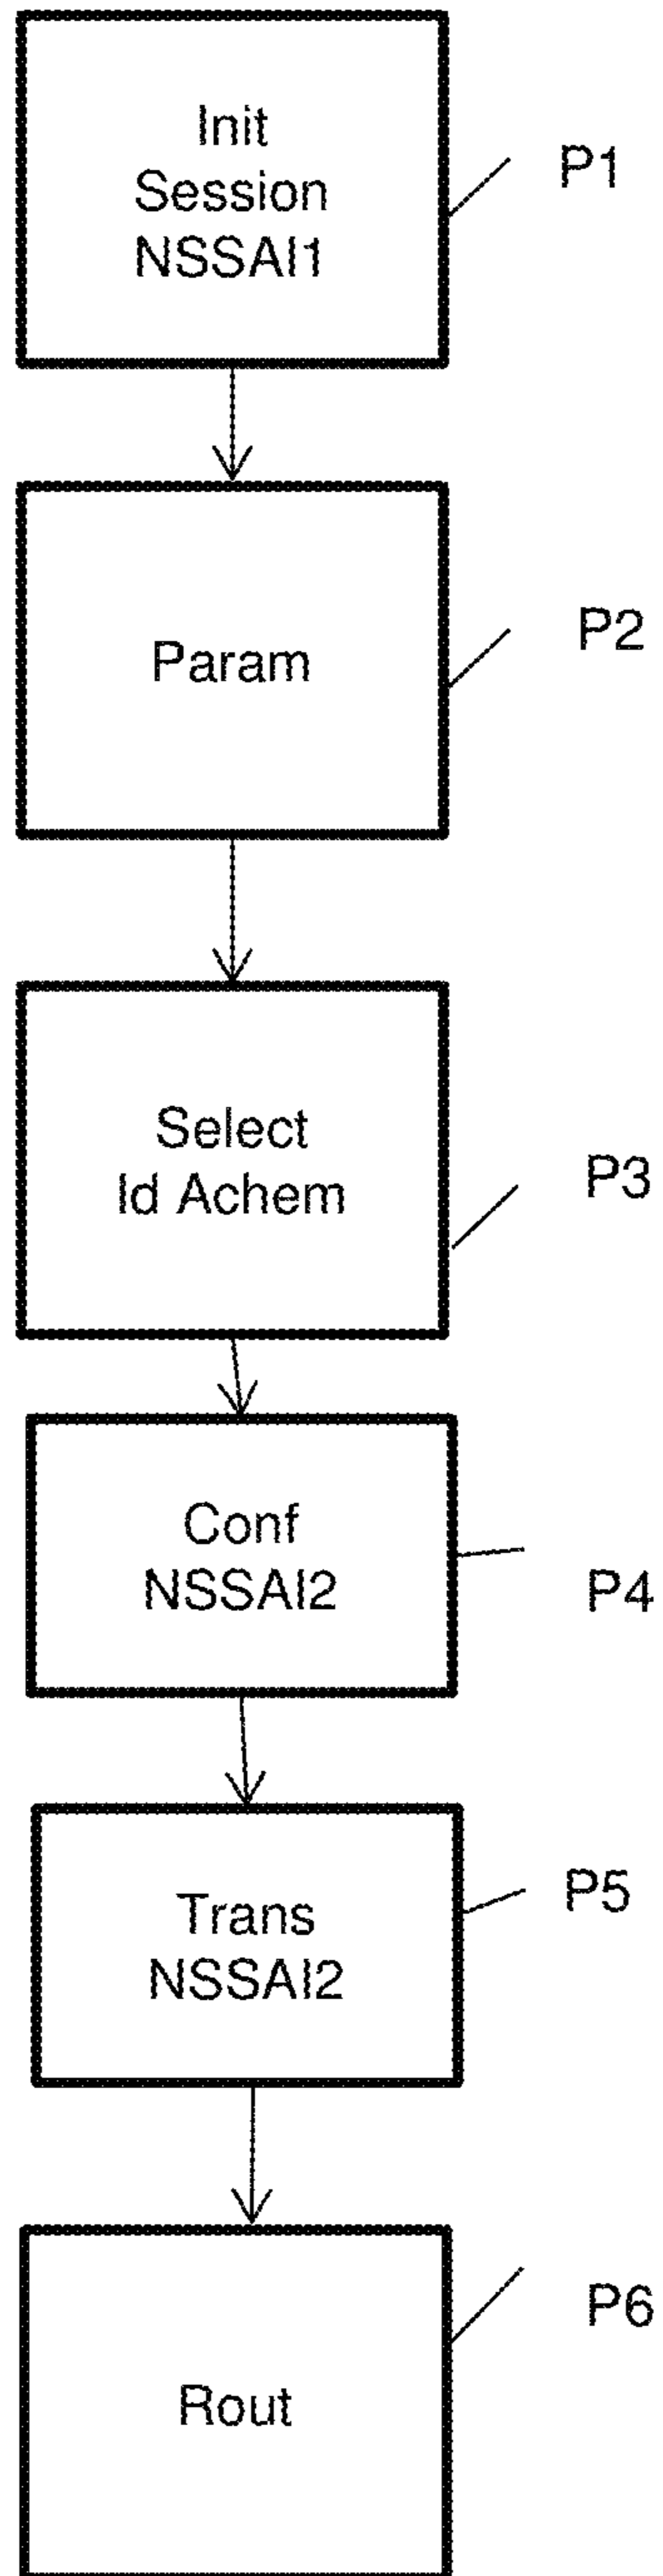 Init
Session
NSSAI1
P1
Param
P2
Select
Id Achem
P3
Conf
NSSAI2
P4
Trans
NSSAI2
P5
Rout
P6